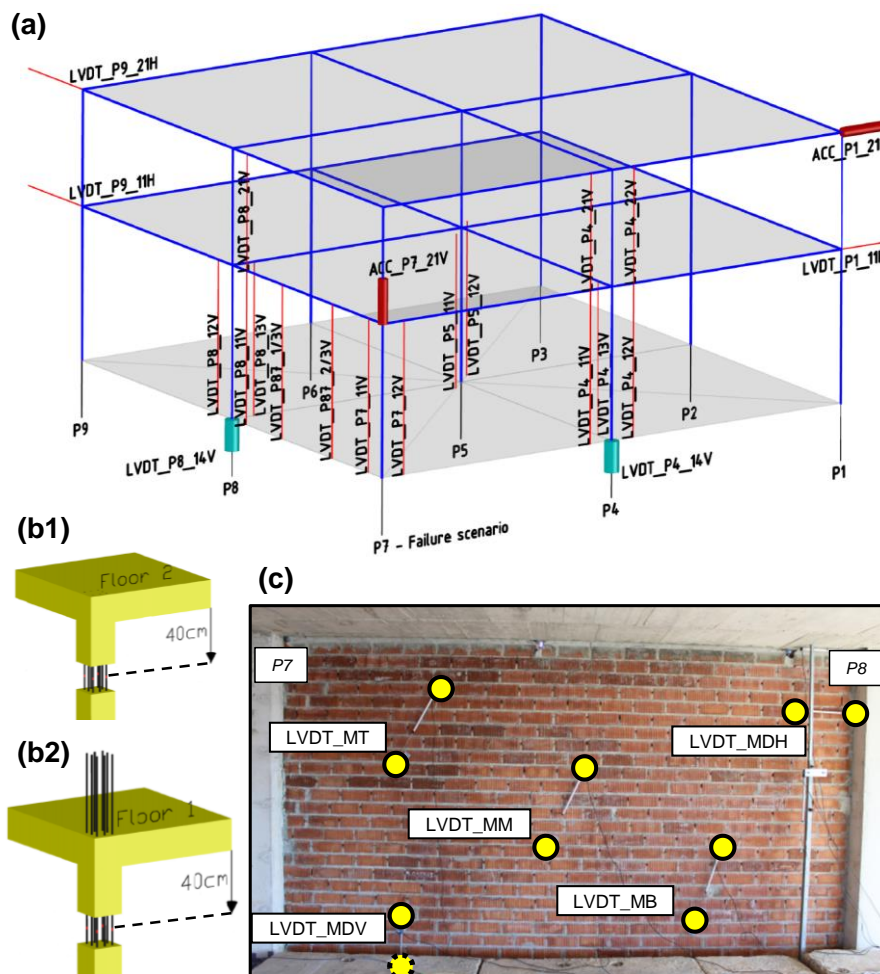 (a)
LVDT_P9_21H
LVDT_P9_11H
LVDT_P8_21V
ACC_P7_21V
LVDT_P4_21V
LVDT_P4_22V
ACC_P1_21
LVDT_P1_11H
LVDT_P8_12V
LVDT_P8_11V
LVDT_P8_13V
LVDT_P87_1/3V
LVDT_P87_2/3V
LVDT_P7_11V
LVDT_P7_12V
LVDT_P5_11V
LVDT_P5_12V
LVDT_P4_11V
LVDT_P4_13V
LVDT_P4_12V
P9
P6
P3
P5
P2
P1
LVDT_P8_14V
P8
LVDT_P4_14V
P4
P7 - Failure scenario
(b1)
Floor 2
40cm
(b2)
Floor 1
40cm
(c)
P7
P8
LVDT_MT
LVDT_MDH
LVDT_MM
LVDT_MB
LVDT_MDV